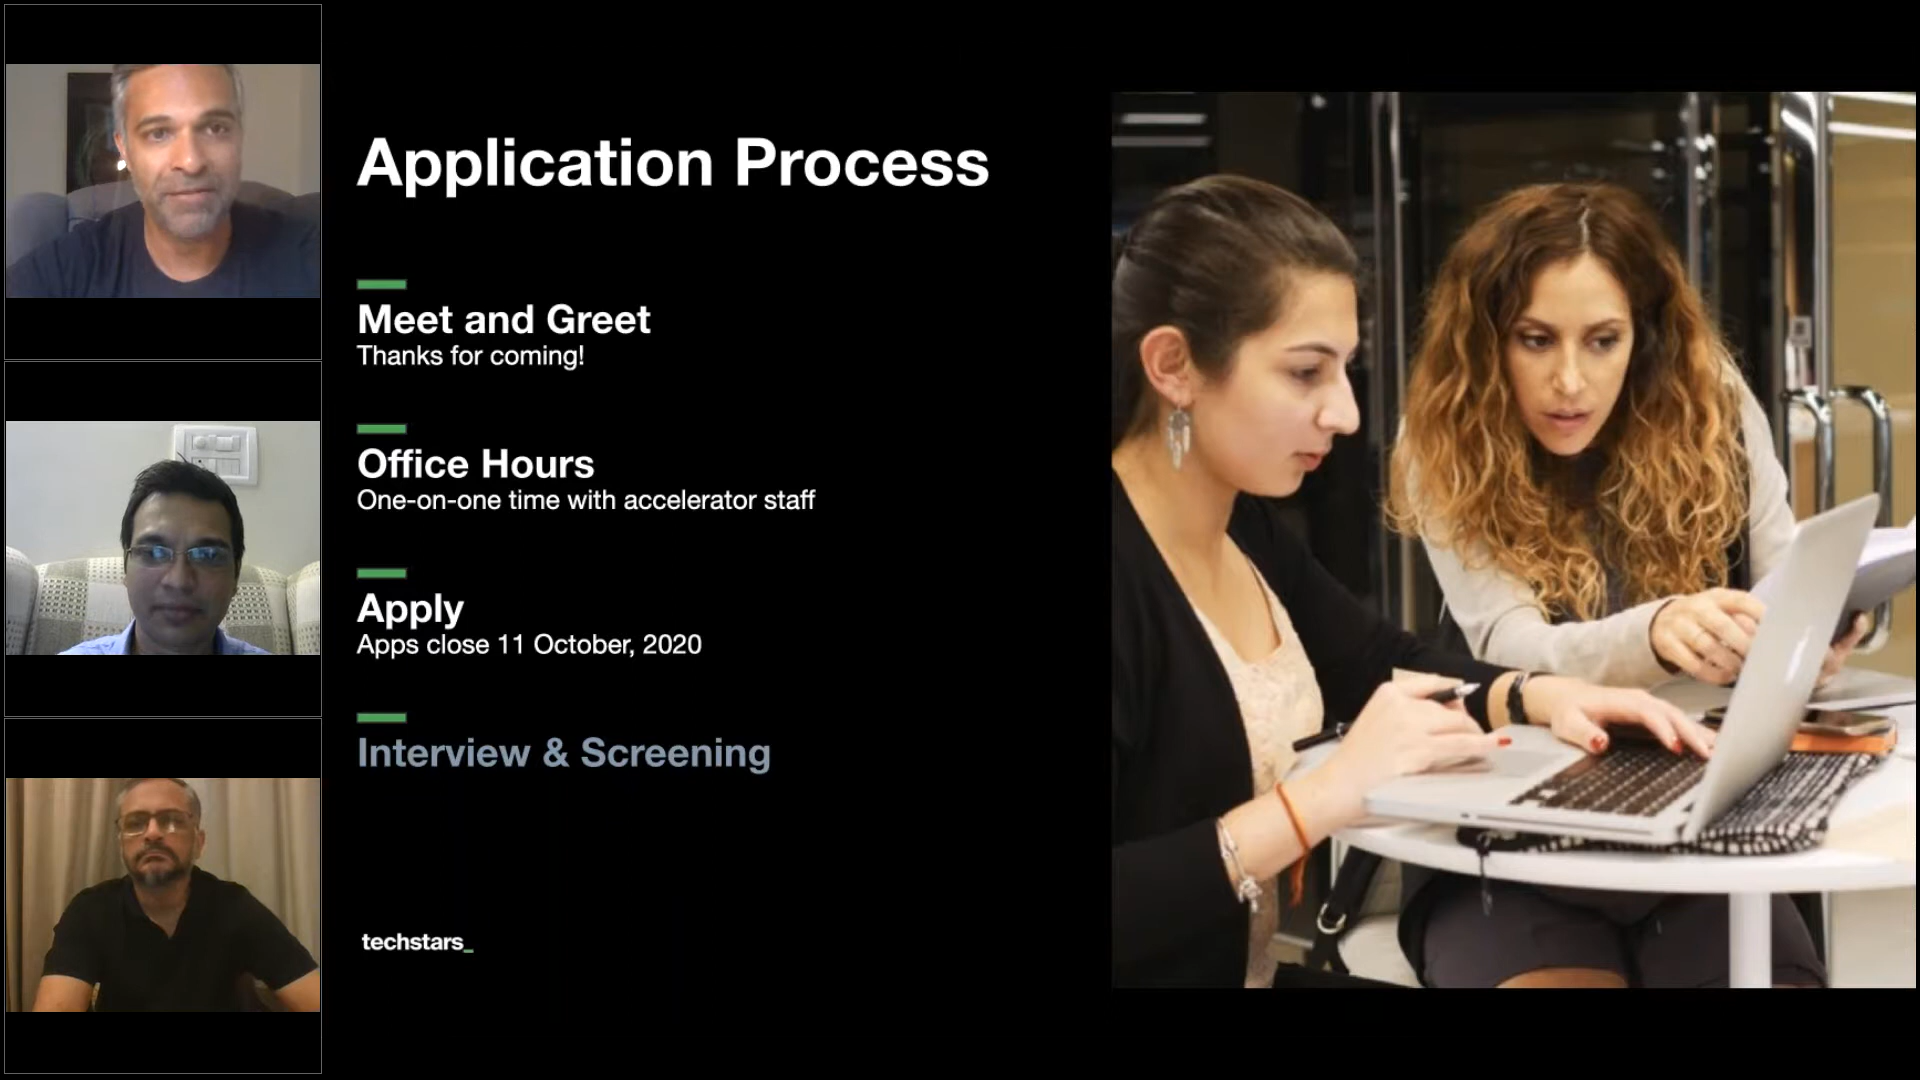 Application Process
Meet and Greet
Thanks for coming!
Office Hours
One-on-one time with accelerator staff
Apply
Apps close 11 October, 2020
Interview & Screening
techstars_